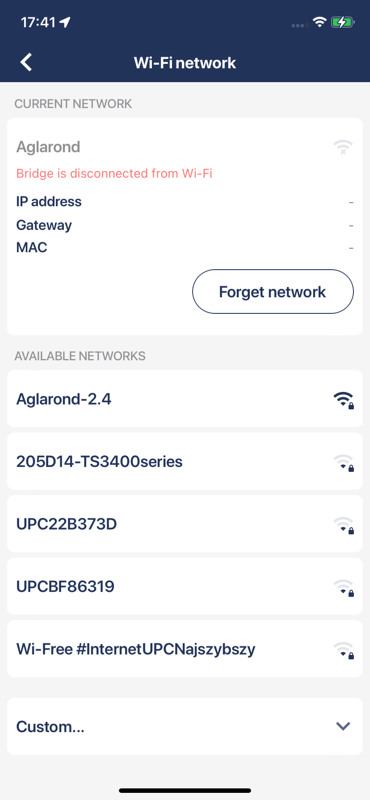 17:41
Wi-Fi network
CURRENT NETWORK
Aglarond
Bridge is disconnected from Wi-Fi
IP address -
Gateway -
MAC -
Forget network
AVAILABLE NETWORKS
Aglarond-2.4
205D14-TS3400series
UPC22B373D
UPCBF86319
Wi-Free #InternetUPCNajszybszy
Custom...